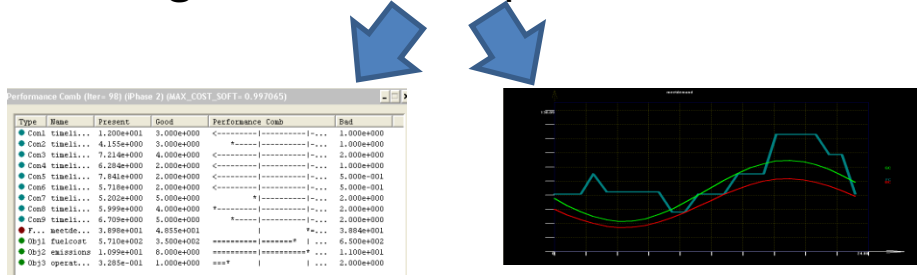 Performance Comb (Iter= 98) (IPhase 2) (MAX_COST_SOFT= 0.997065)
Type Name Present Good Performance Comb Bad
Con1 timeli... 1.200e+001 3.000e+000 <---------|----------|-... 1.000e+000
Con2 timeli... 4.155e+000 3.000e+000 *-----|----------|-... 1.000e+000
Con3 timeli... 7.214e+000 4.000e+000 <---------|----------|-... 2.000e+000
Con4 timeli... 6.284e+000 2.000e+000 <---------|----------|-... 1.000e+000
Con5 timeli... 7.841e+000 2.000e+000 <---------|----------|-... 5.000e-001
Con6 timeli... 5.718e+000 2.000e+000 <---------|----------|-... 5.000e-001
Con7 timeli... 5.202e+000 5.000e+000 *|----------|-... 2.000e+000
Con8 timeli... 5.999e+000 4.000e+000 *---------|----------|-... 2.000e+000
Con9 timeli... 6.709e+000 5.000e+000 *-----|----------|-... 2.000e+000
F... meetde... 3.898e+001 4.855e+001 | *=... 3.884e+001
Obj1 fuelcost 5.710e+002 3.500e+002 ==========|=======* | ... 6.500e+002
Obj2 emissions 1.099e+001 8.000e+000 ==========|==========* ... 1.100e+001
Obj3 operat... 3.285e-001 1.000e+000 ===* | | ... 2.000e+000